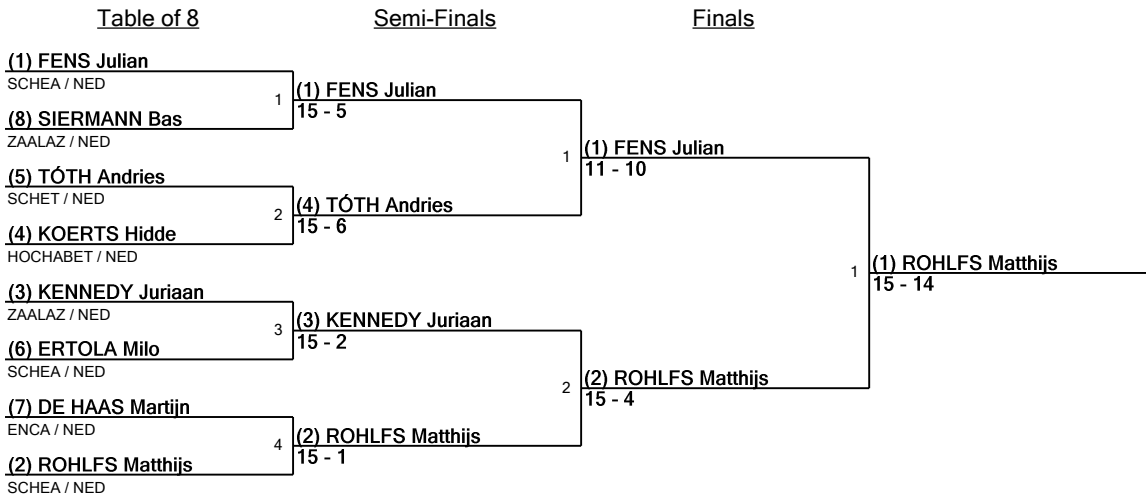 Table of 8
Semi-Finals
Finals
(1) FENS Julian
SCHEA / NED
(8) SIERMANN Bas
ZAALAZ / NED
(5) TÓTH Andries
SCHET / NED
(4) KOERTS Hidde
HOCHABET / NED
(3) KENNEDY Juriaan
ZAALAZ / NED
(6) ERTOLA Milo
SCHEA / NED
(7) DE HAAS Martijn
ENCA / NED
(2) ROHLFS Matthijs
SCHEA / NED
1
2
3
4
(1) FENS Julian
15 - 5
(4) TÓTH Andries
15 - 6
(3) KENNEDY Juriaan
15 - 2
(2) ROHLFS Matthijs
15 - 1
1
2
(1) FENS Julian
11 - 10
(2) ROHLFS Matthijs
15 - 4
1
(1) ROHLFS Matthijs
15 - 14